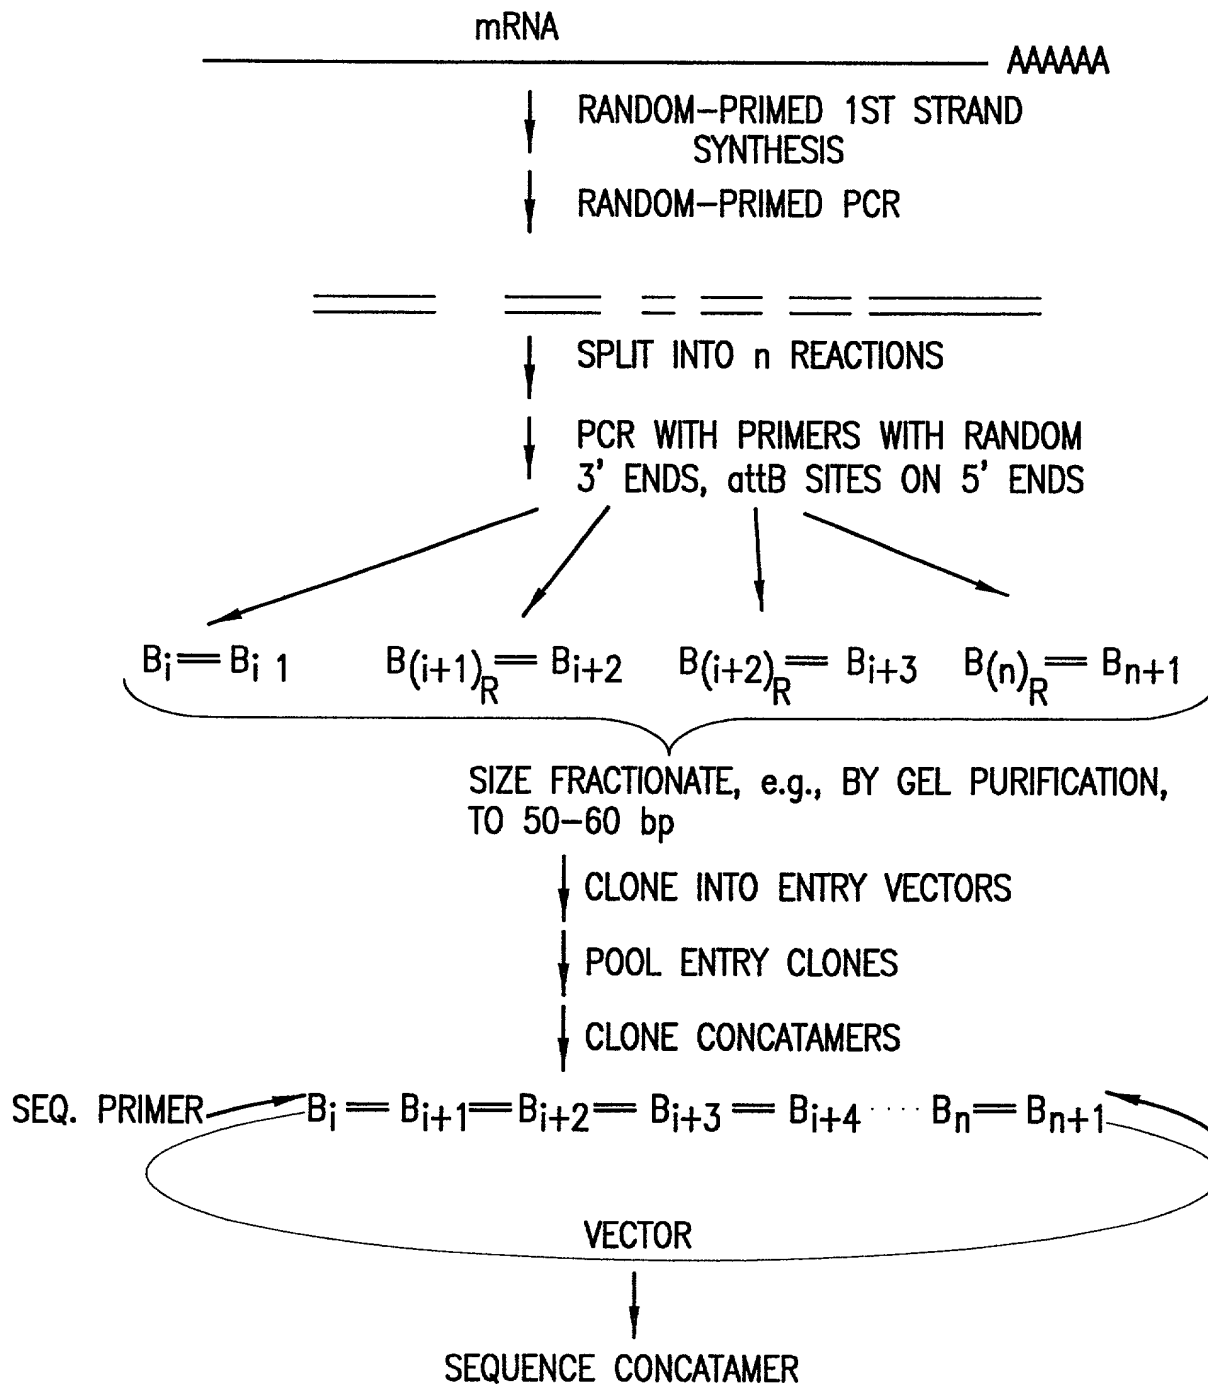 mRNA
AAAAAA
RANDOM-PRIMED 1ST STRAND
SYNTHESIS
RANDOM-PRIMED PCR
SPLIT INTO n REACTIONS
PCR WITH PRIMERS WITH RANDOM
3' ENDS, attB SITES ON 5' ENDS
Bi═Bi 1 B(i+1)R═Bi+2 B(i+2)R═Bi+3 B(n)R═Bn+1
SIZE FRACTIONATE, e.g., BY GEL PURIFICATION,
TO 50-60 bp
CLONE INTO ENTRY VECTORS
POOL ENTRY CLONES
CLONE CONCATAMERS
SEQ. PRIMER Bi═Bi+1═Bi+2═Bi+3═Bi+4 ···· Bn═Bn+1
VECTOR
SEQUENCE CONCATAMER